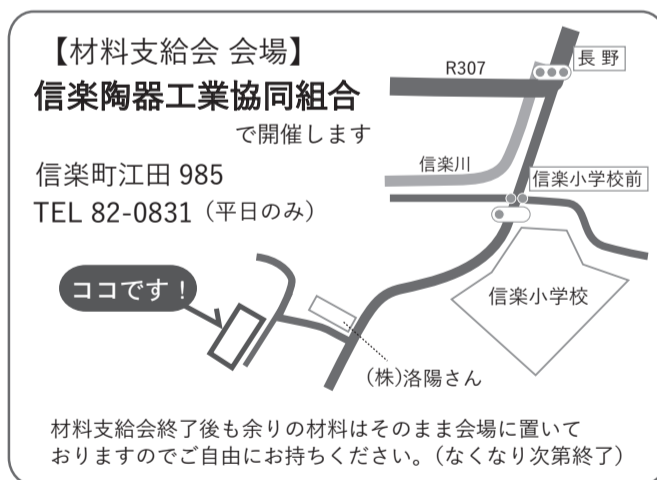 【材料支給会 会場】
信楽陶器工業協同組合
で開催します
信楽町江田 985
TEL 82-0831（平日のみ）
R307
長野
信楽川
信楽小学校前
信楽小学校
ココです！
(株)洛陽さん
材料支給会終了後も余りの材料はそのまま会場に置いて
おりますのでご自由にお持ちください。（なくなり次第終了）